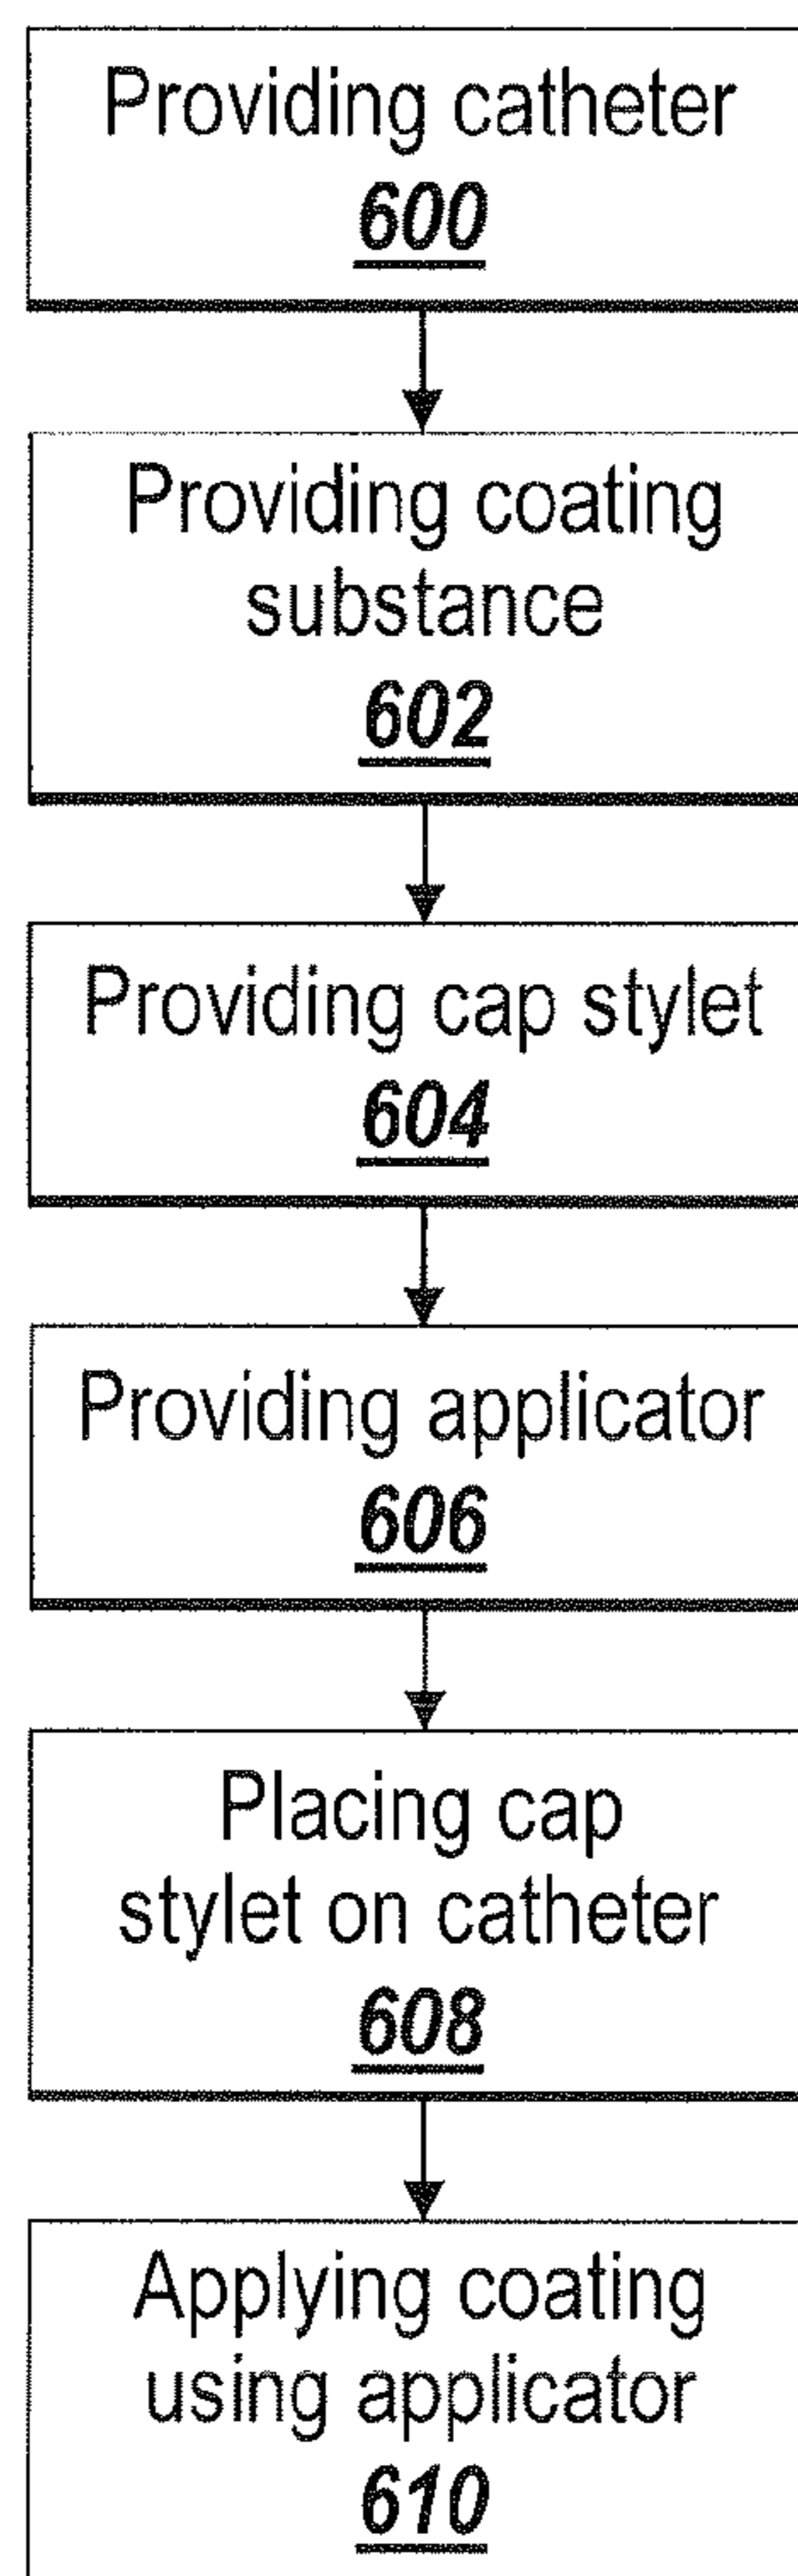 Providing catheter
600
Providing coating
substance
602
Providing cap stylet
604
Providing applicator
606
Placing cap
stylet on catheter
608
Applying coating
using applicator
610